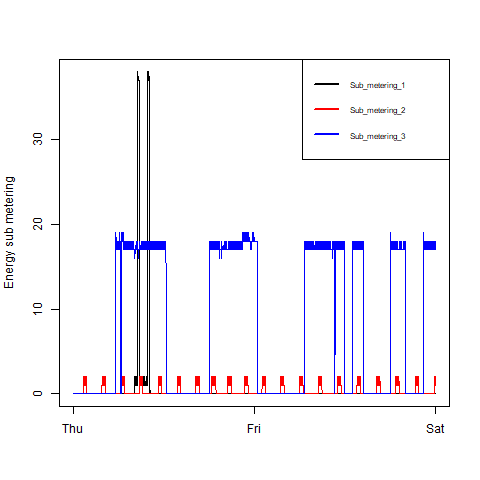 Sub_metering_1
Sub_metering_2
Sub_metering_3
Energy sub metering
30
20
10
0
Thu Fri Sat